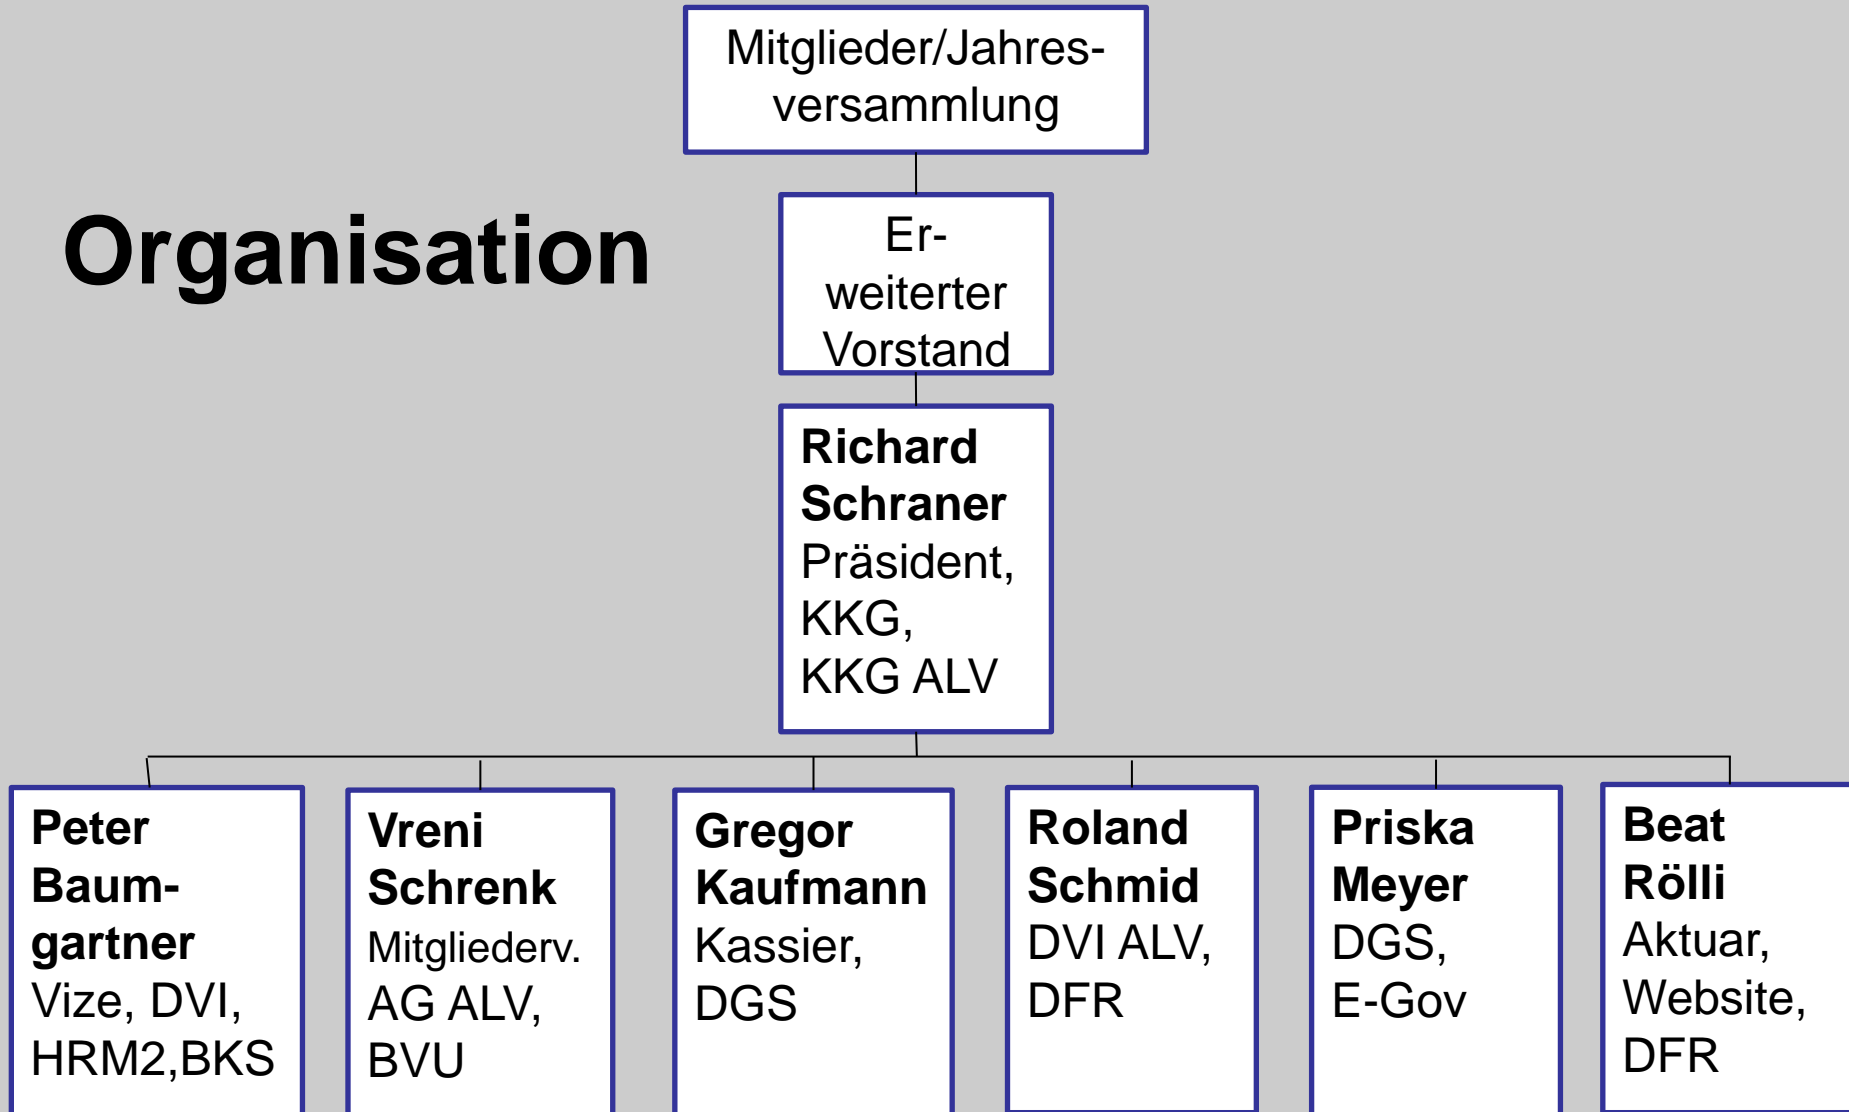 Mitglieder/Jahres-
versammlung
Organisation
Er-
weiterter
Vorstand
Richard
Schraner
Präsident,
KKG,
KKG ALV
Peter
Baum-
gartner
Vize, DVI,
HRM2,BKS
Vreni
Schrenk
Mitgliederv.
AG ALV,
BVU
Gregor
Kaufmann
Kassier,
DGS
Roland
Schmid
DVI ALV,
DFR
Priska
Meyer
DGS,
E-Gov
Beat
Rölli
Aktuar,
Website,
DFR